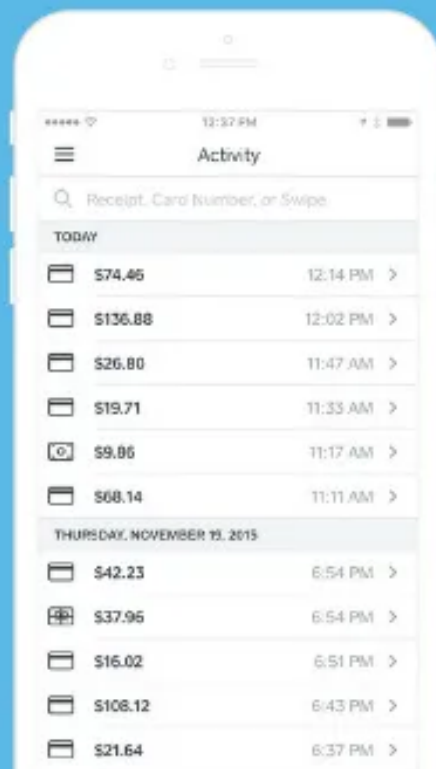 12:37 PM
Activity
Receipt, Card Number, or Swipe
TODAY
$74.46 12:14 PM
$136.88 12:02 PM
$26.80 11:47 AM
$19.71 11:33 AM
$9.86 11:17 AM
$68.14 11:11 AM
THURSDAY, NOVEMBER 19, 2015
$42.23 6:54 PM
$37.96 6:54 PM
$16.02 6:51 PM
$108.12 6:43 PM
$21.64 6:37 PM